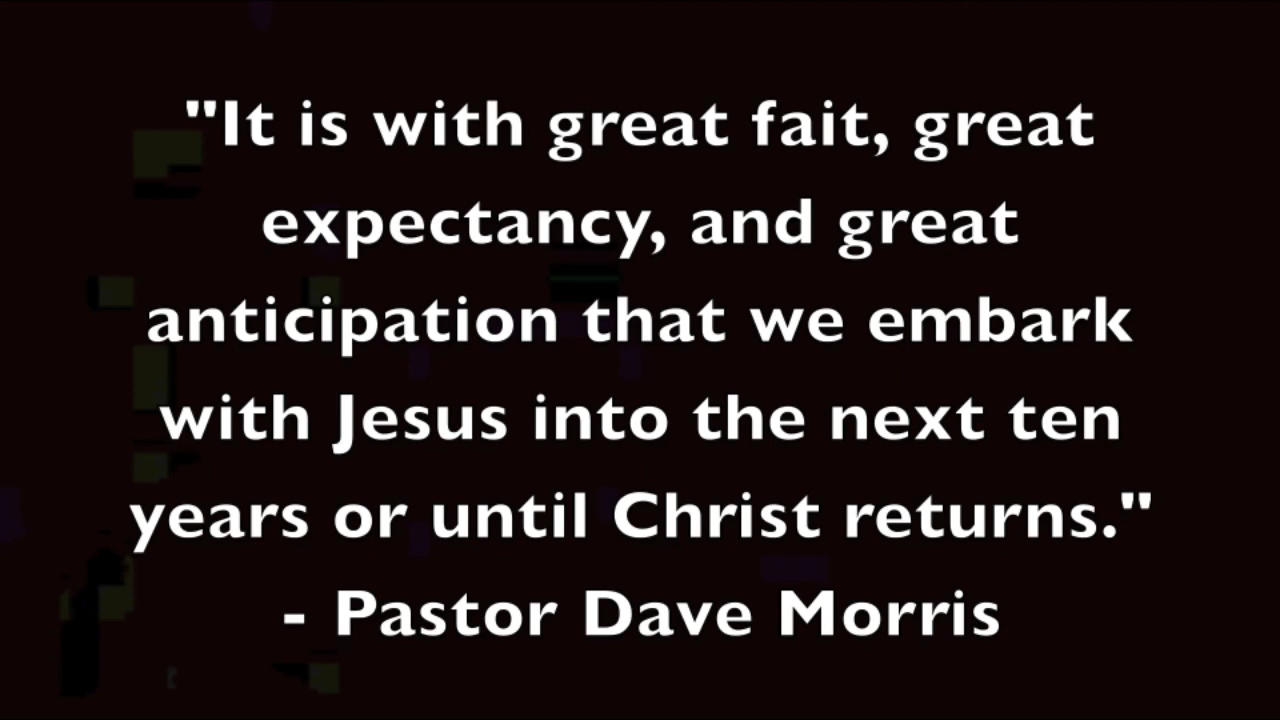 "It is with great fait, great
expectancy, and great
anticipation that we embark
with Jesus into the next ten
years or until Christ returns."
- Pastor Dave Morris